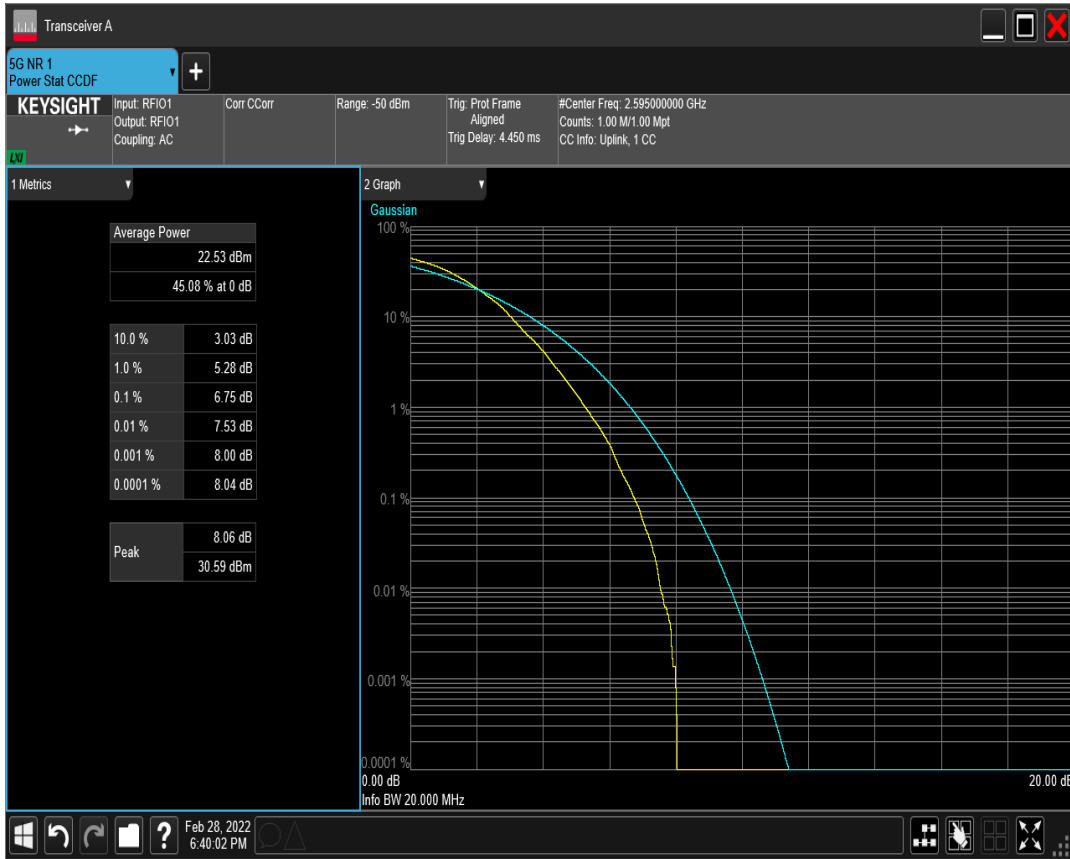 Transceiver A
5G NR 1
Power Stat CCDF
+
KEYSIGHT
LXI
Input: RFIO1
Output: RFIO1
Coupling: AC
Corr CCorr
Range: -50 dBm
Trig: Prot Frame
Aligned
Trig Delay: 4.450 ms
#Center Freq: 2.595000000 GHz
Counts: 1.00 M/1.00 Mpt
CC Info: Uplink, 1 CC
1 Metrics
Average Power
22.53 dBm
45.08 % at 0 dB
10.0 % 3.03 dB
1.0 % 5.28 dB
0.1 % 6.75 dB
0.01 % 7.53 dB
0.001 % 8.00 dB
0.0001 % 8.04 dB
Peak
8.06 dB
30.59 dBm
2 Graph
Gaussian
100 %
10 %
1 %
0.1 %
0.01 %
0.001 %
0.0001 %
0.00 dB
20.00 dB
Info BW 20.000 MHz
?
Feb 28, 2022
6:40:02 PM